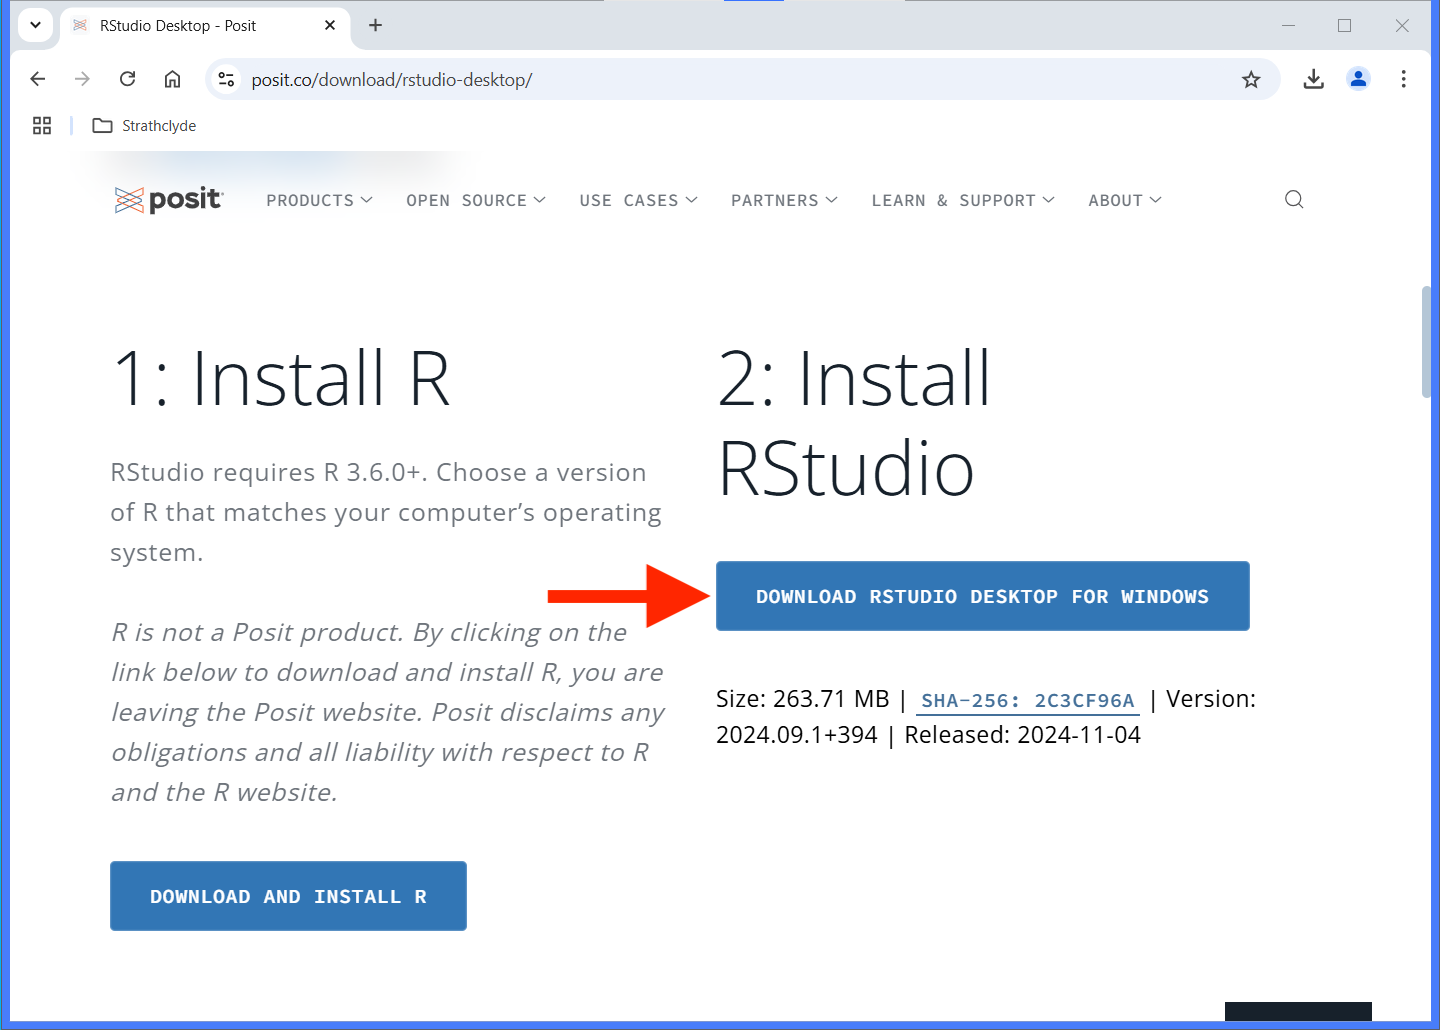 RStudio Desktop - Posit
posit.co/download/rstudio-desktop/
Strathclyde
posit
PRODUCTS OPEN SOURCE USE CASES PARTNERS LEARN & SUPPORT ABOUT
1: Install R
RStudio requires R 3.6.0+. Choose a version
of R that matches your computer’s operating
system.
R is not a Posit product. By clicking on the
link below to download and install R, you are
leaving the Posit website. Posit disclaims any
obligations and all liability with respect to R
and the R website.
DOWNLOAD AND INSTALL R
2: Install
RStudio
DOWNLOAD RSTUDIO DESKTOP FOR WINDOWS
Size: 263.71 MB | SHA-256: 2C3CF96A | Version:
2024.09.1+394 | Released: 2024-11-04